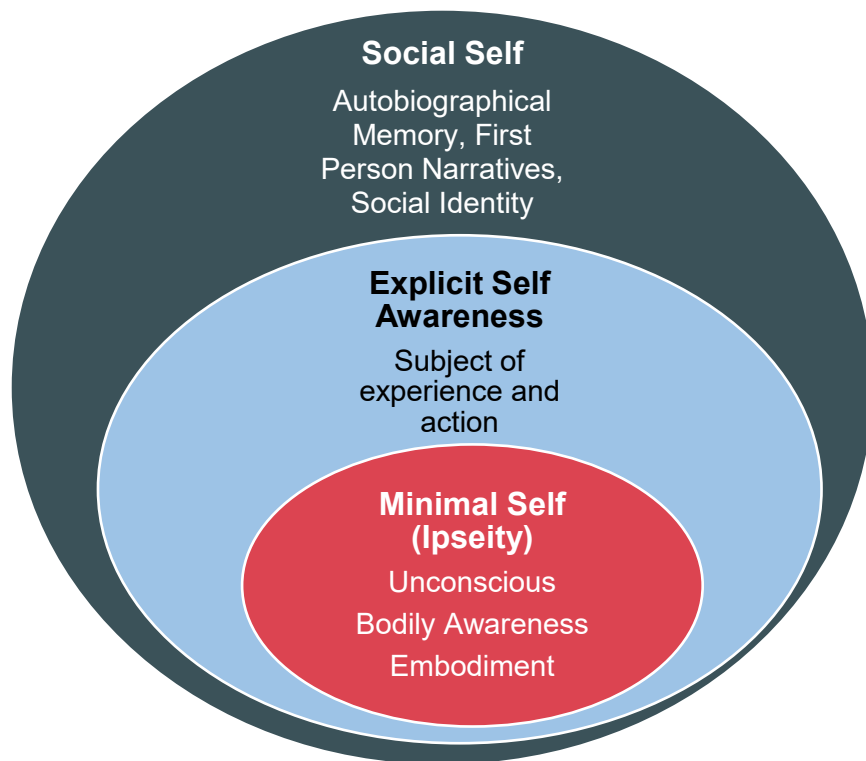 Social Self
Autobiographical
Memory, First
Person Narratives,
Social Identity
Explicit Self
Awareness
Subject of
experience and
action
Minimal Self
(Ipseity)
Unconscious
Bodily Awareness
Embodiment